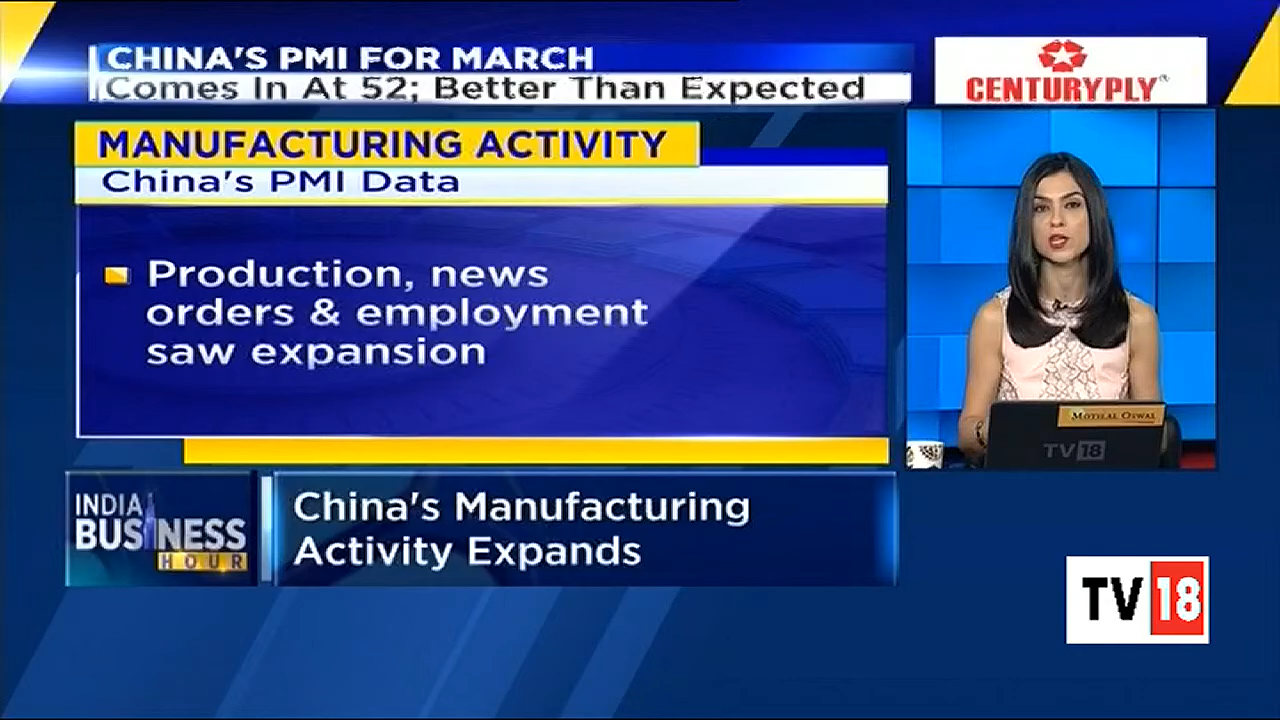 CHINA'S PMI FOR MARCH
Comes In At 52; Better Than Expected
CENTURYPLY®
MANUFACTURING ACTIVITY
China's PMI Data
Production, news
orders & employment
saw expansion
MOTILAL OSWAL
TV18
INDIA
BUSINESS
HOUR
China's Manufacturing
Activity Expands
TV18